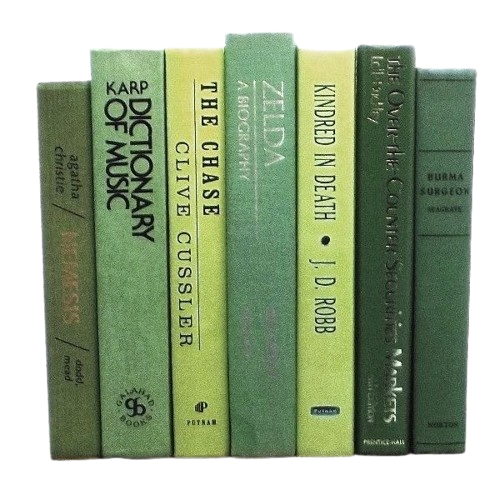 agatha
christie
NEMESIS
dodd,
mead
KARP
DICTIONARY
OF MUSIC
GALAHAD
BOOKS
THE CHASE
CLIVE CUSSLER
PUTNAM
ZELDA
A BIOGRAPHY
KINDRED IN DEATH • J. D. ROBB
PUTNAM
The Over-the-Counter Securities Markets
PRENTICE-HALL
BURMA
SURGEON
SEAGRAVE
NORTON